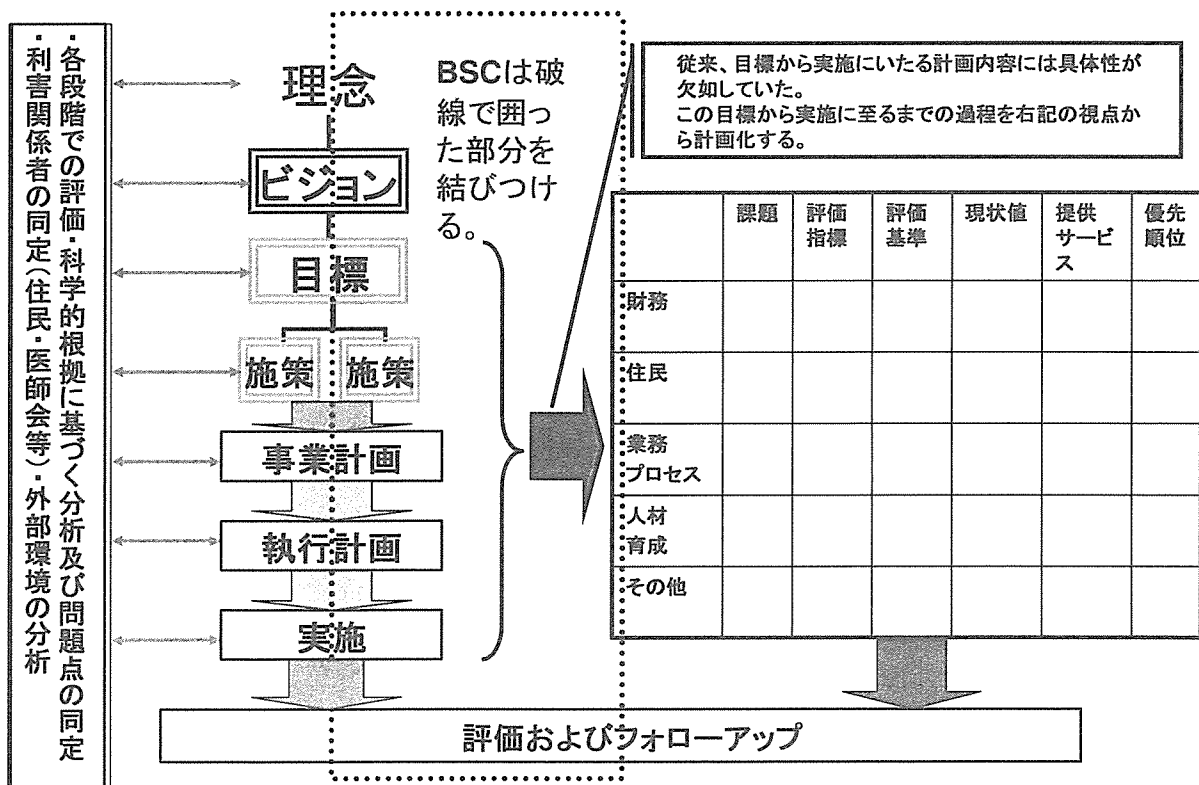 ・各段階での評価・科学的根拠に基づく分析及び問題点の同定
・利害関係者の同定(住民・医師会等)・外部環境の分析
理念
ビジョン
目標
施策 施策
事業計画
執行計画
実施
BSCは破
線で囲っ
た部分を
結びつけ
る。
従来、目標から実施にいたる計画内容には具体性が
欠如していた。
この目標から実施に至るまでの過程を右記の視点か
ら計画化する。
課題 評価指標 評価基準 現状値 提供サービス 優先順位
財務
住民
業務
プロセス
人材
育成
その他
評価およびフォローアップ